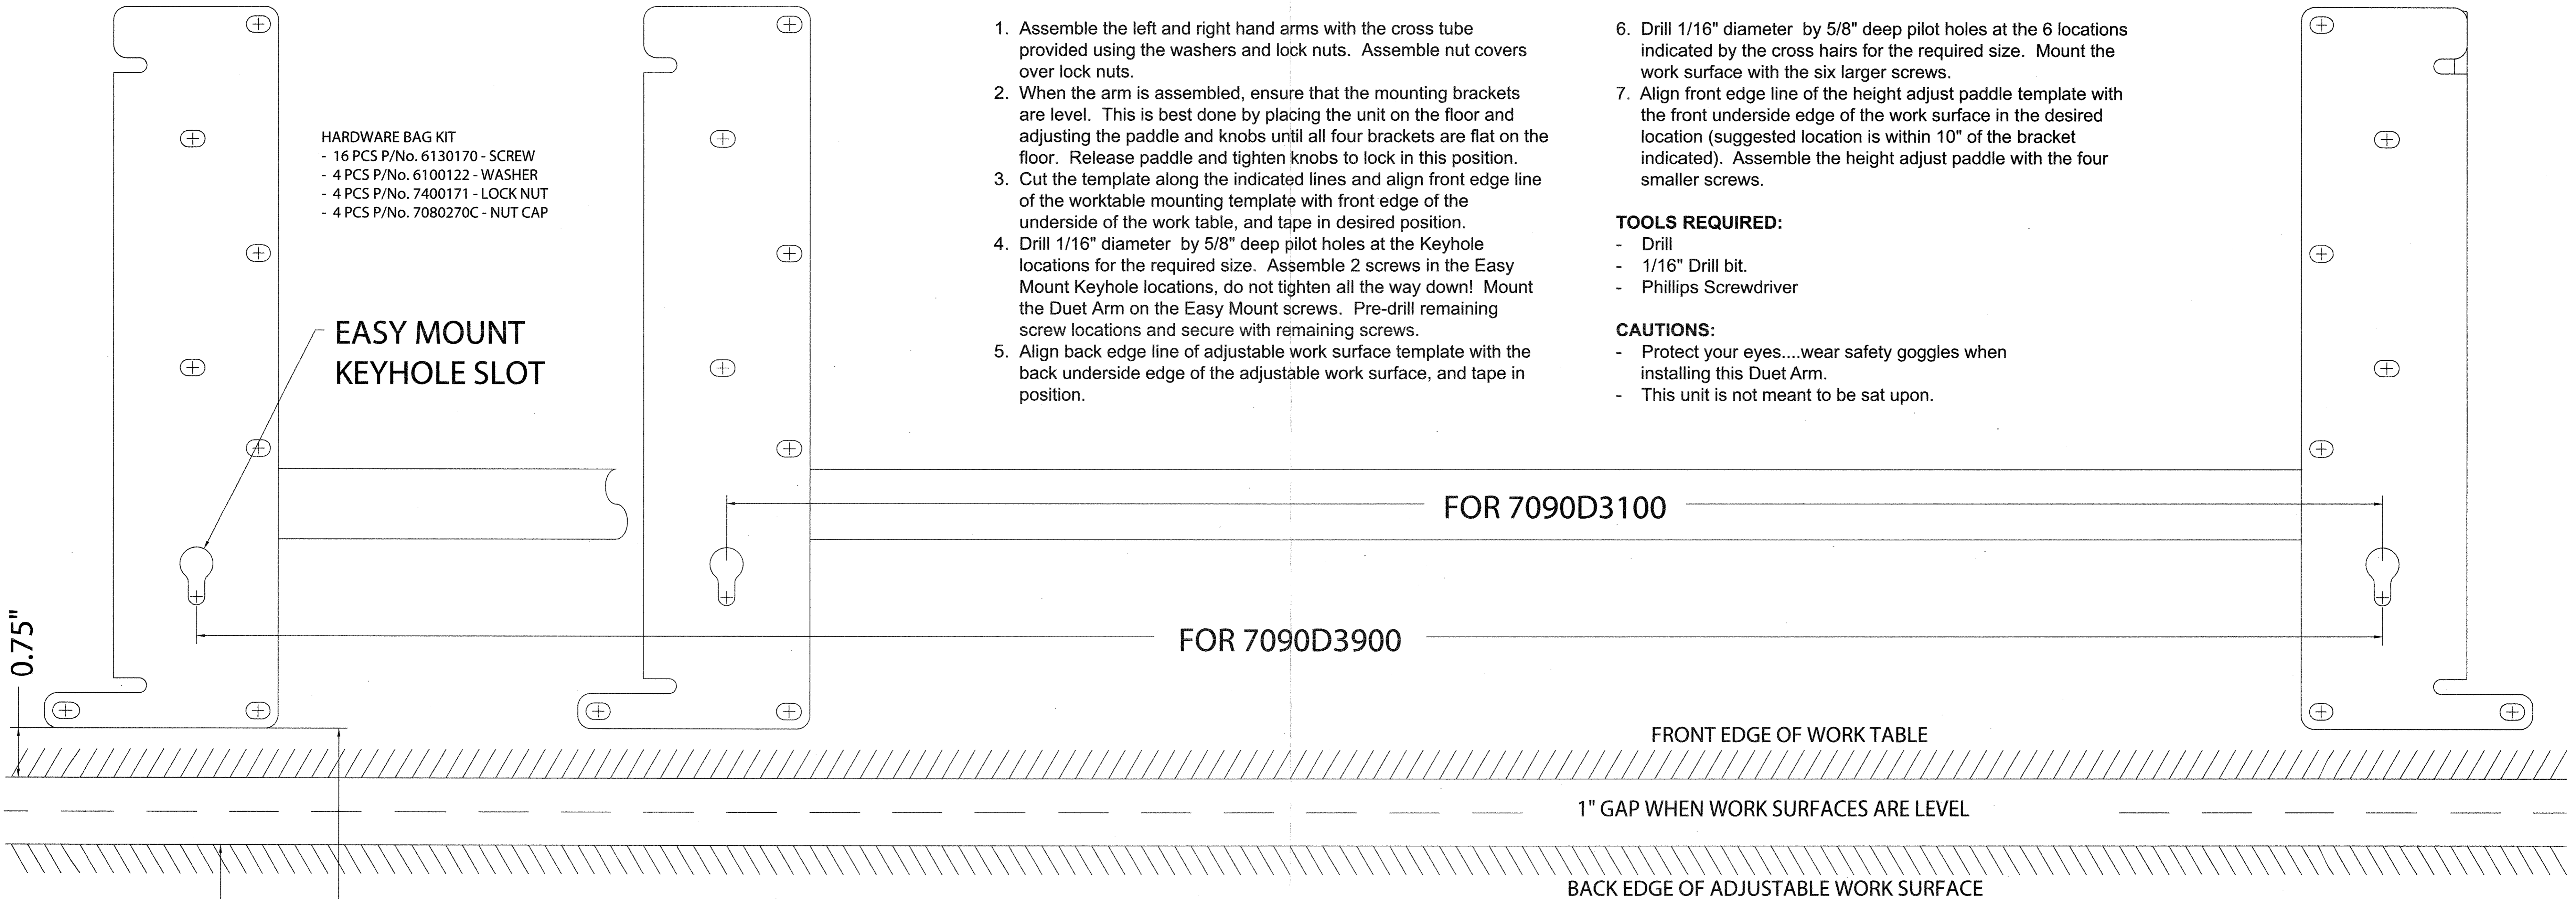 HARDWARE BAG KIT
- 16 PCS P/No. 6130170 - SCREW
- 4 PCS P/No. 6100122 - WASHER
- 4 PCS P/No. 7400171 - LOCK NUT
- 4 PCS P/No. 7080270C - NUT CAP
EASY MOUNT
KEYHOLE SLOT
1. Assemble the left and right hand arms with the cross tube
provided using the washers and lock nuts. Assemble nut covers
over lock nuts.
2. When the arm is assembled, ensure that the mounting brackets
are level. This is best done by placing the unit on the floor and
adjusting the paddle and knobs until all four brackets are flat on the
floor. Release paddle and tighten knobs to lock in this position.
3. Cut the template along the indicated lines and align front edge line
of the worktable mounting template with front edge of the
underside of the work table, and tape in desired position.
4. Drill 1/16" diameter by 5/8" deep pilot holes at the Keyhole
locations for the required size. Assemble 2 screws in the Easy
Mount Keyhole locations, do not tighten all the way down! Mount
the Duet Arm on the Easy Mount screws. Pre-drill remaining
screw locations and secure with remaining screws.
5. Align back edge line of adjustable work surface template with the
back underside edge of the adjustable work surface, and tape in
position.
6. Drill 1/16" diameter by 5/8" deep pilot holes at the 6 locations
indicated by the cross hairs for the required size. Mount the
work surface with the six larger screws.
7. Align front edge line of the height adjust paddle template with
the front underside edge of the work surface in the desired
location (suggested location is within 10" of the bracket
indicated). Assemble the height adjust paddle with the four
smaller screws.
TOOLS REQUIRED:
- Drill
- 1/16" Drill bit.
- Phillips Screwdriver
CAUTIONS:
- Protect your eyes....wear safety goggles when
installing this Duet Arm.
- This unit is not meant to be sat upon.
FOR 7090D3100
FOR 7090D3900
0.75"
FRONT EDGE OF WORK TABLE
1" GAP WHEN WORK SURFACES ARE LEVEL
BACK EDGE OF ADJUSTABLE WORK SURFACE